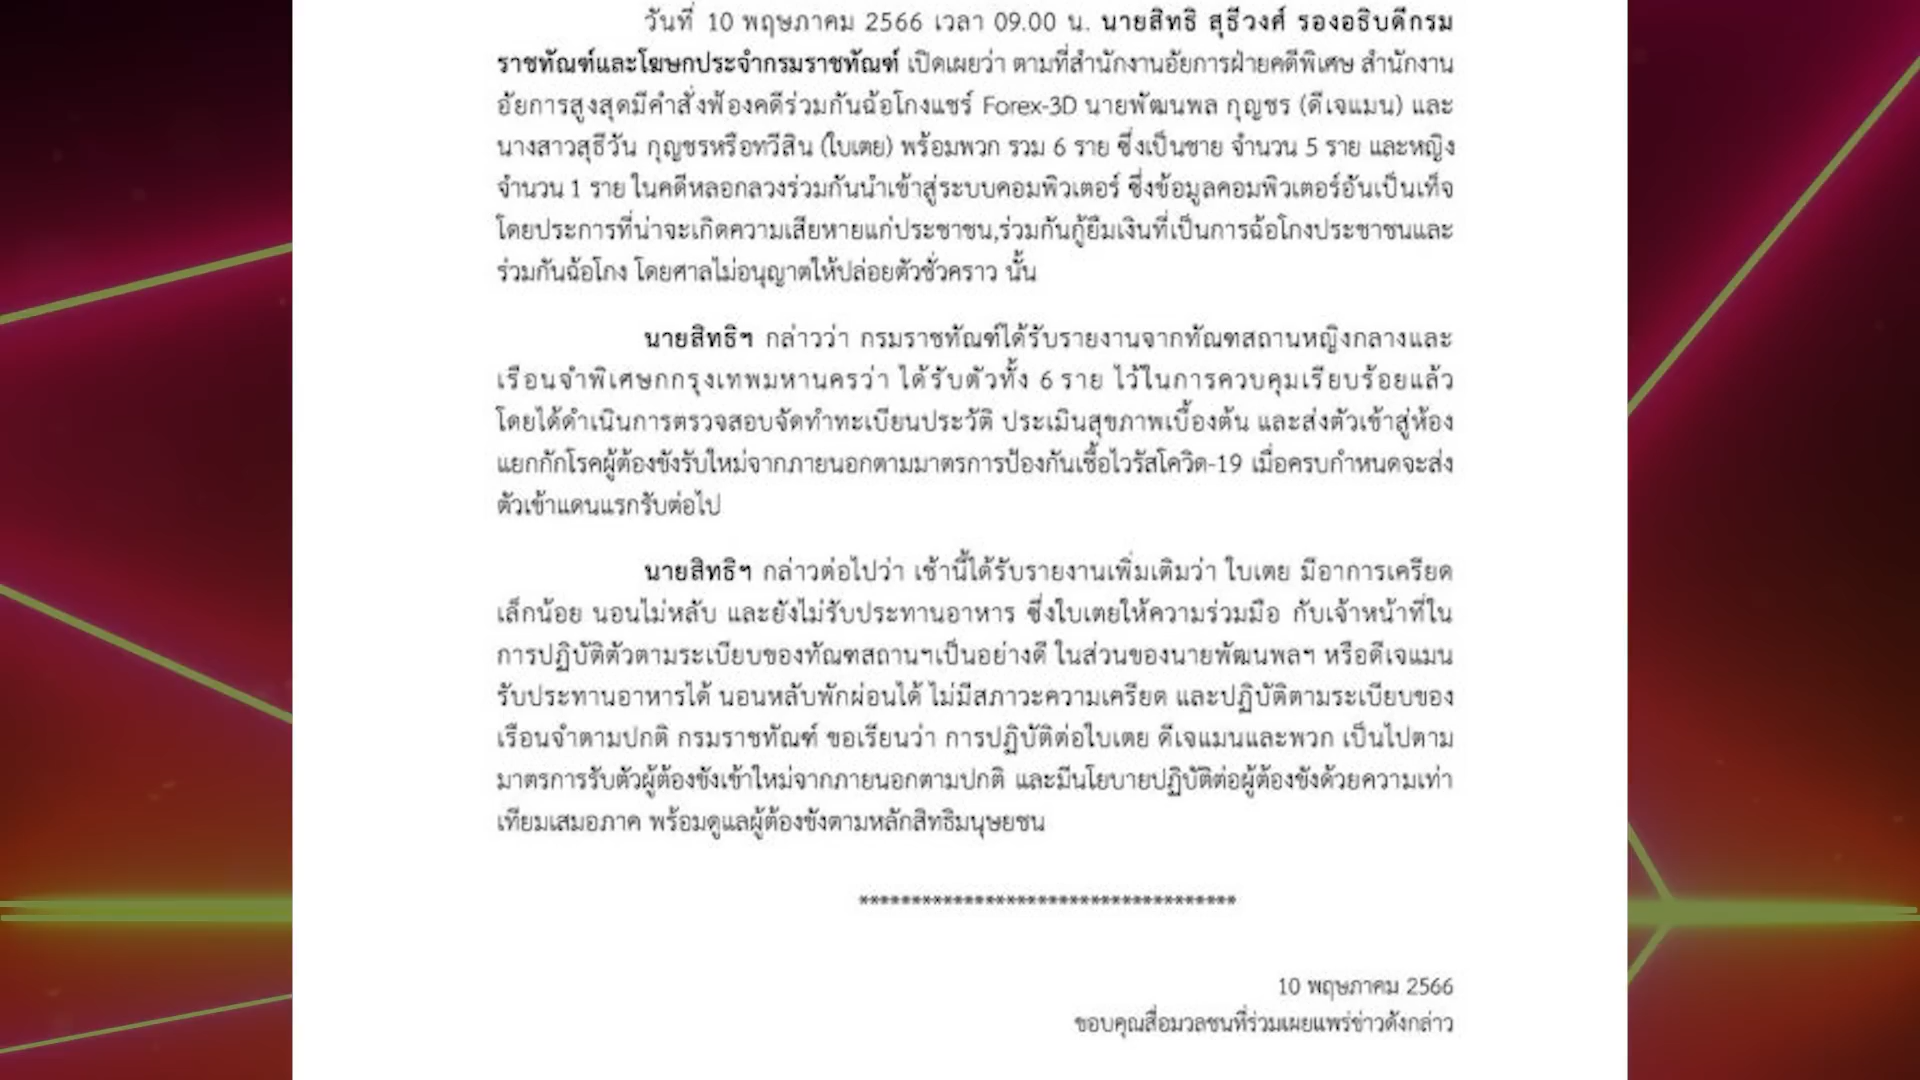 วันที่ 10 พฤษภาคม 2566 เวลา 09.00 น. นายสิทธิ สุธีวงศ์ รองอธิบดีกรม
ราชทัณฑ์และโฆษกประจำกรมราชทัณฑ์ เปิดเผยว่า ตามที่สำนักงานอัยการฝ่ายคดีพิเศษ สำนักงาน
อัยการสูงสุดมีคำสั่งฟ้องคดีร่วมกันฉ้อโกงแชร์ Forex-3D นายพัฒนพล กุญชร (ดีเจแมน) และ
นางสาวสุธีวัน กุญชรหรือทวีสิน (ใบเตย) พร้อมพวก รวม 6 ราย ซึ่งเป็นชาย จำนวน 5 ราย และหญิง
จำนวน 1 ราย ในคดีหลอกลวงร่วมกันนำเข้าสู่ระบบคอมพิวเตอร์ ซึ่งข้อมูลคอมพิวเตอร์อันเป็นเท็จ
โดยประการที่น่าจะเกิดความเสียหายแก่ประชาชน,ร่วมกันกู้ยืมเงินที่เป็นการฉ้อโกงประชาชนและ
ร่วมกันฉ้อโกง โดยศาลไม่อนุญาตให้ปล่อยตัวชั่วคราว นั้น
นายสิทธิฯ กล่าวว่า กรมราชทัณฑ์ได้รับรายงานจากทัณฑสถานหญิงกลางและ
เรือนจำพิเศษกกรุงเทพมหานครว่า ได้รับตัวทั้ง 6 ราย ไว้ในการควบคุมเรียบร้อยแล้ว
โดยได้ดำเนินการตรวจสอบจัดทำทะเบียนประวัติ ประเมินสุขภาพเบื้องต้น และส่งตัวเข้าสู่ห้อง
แยกกักโรคผู้ต้องขังรับใหม่จากภายนอกตามมาตรการป้องกันเชื้อไวรัสโควิด-19 เมื่อครบกำหนดจะส่ง
ตัวเข้าแดนแรกรับต่อไป
นายสิทธิฯ กล่าวต่อไปว่า เช้านี้ได้รับรายงานเพิ่มเติมว่า ใบเตย มีอาการเครียด
เล็กน้อย นอนไม่หลับ และยังไม่รับประทานอาหาร ซึ่งใบเตยให้ความร่วมมือ กับเจ้าหน้าที่ใน
การปฏิบัติตัวตามระเบียบของทัณฑสถานฯเป็นอย่างดี ในส่วนของนายพัฒนพลฯ หรือดีเจแมน
รับประทานอาหารได้ นอนหลับพักผ่อนได้ ไม่มีสภาวะความเครียด และปฏิบัติตามระเบียบของ
เรือนจำตามปกติ กรมราชทัณฑ์ ขอเรียนว่า การปฏิบัติต่อใบเตย ดีเจแมนและพวก เป็นไปตาม
มาตรการรับตัวผู้ต้องขังเข้าใหม่จากภายนอกตามปกติ และมีนโยบายปฏิบัติต่อผู้ต้องขังด้วยความเท่า
เทียมเสมอภาค พร้อมดูแลผู้ต้องขังตามหลักสิทธิมนุษยชน
************************************
10 พฤษภาคม 2566
ขอบคุณสื่อมวลชนที่ร่วมเผยแพร่ข่าวดังกล่าว